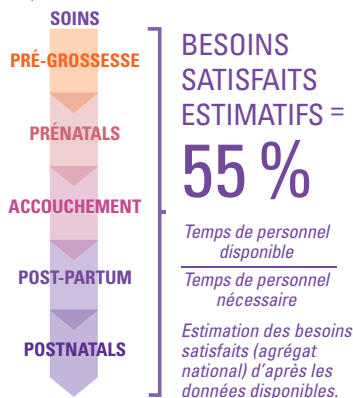 SOINS
PRÉ-GROSSESSE
PRÉNATALS
ACCOUCHEMENT
POST-PARTUM
POSTNATALS
BESOINS
SATISFAITS
ESTIMATIFS =
55 %
Temps de personnel
disponible
Temps de personnel
nécessaire
Estimation des besoins
satisfaits (agrégat
national) d’après les
données disponibles.